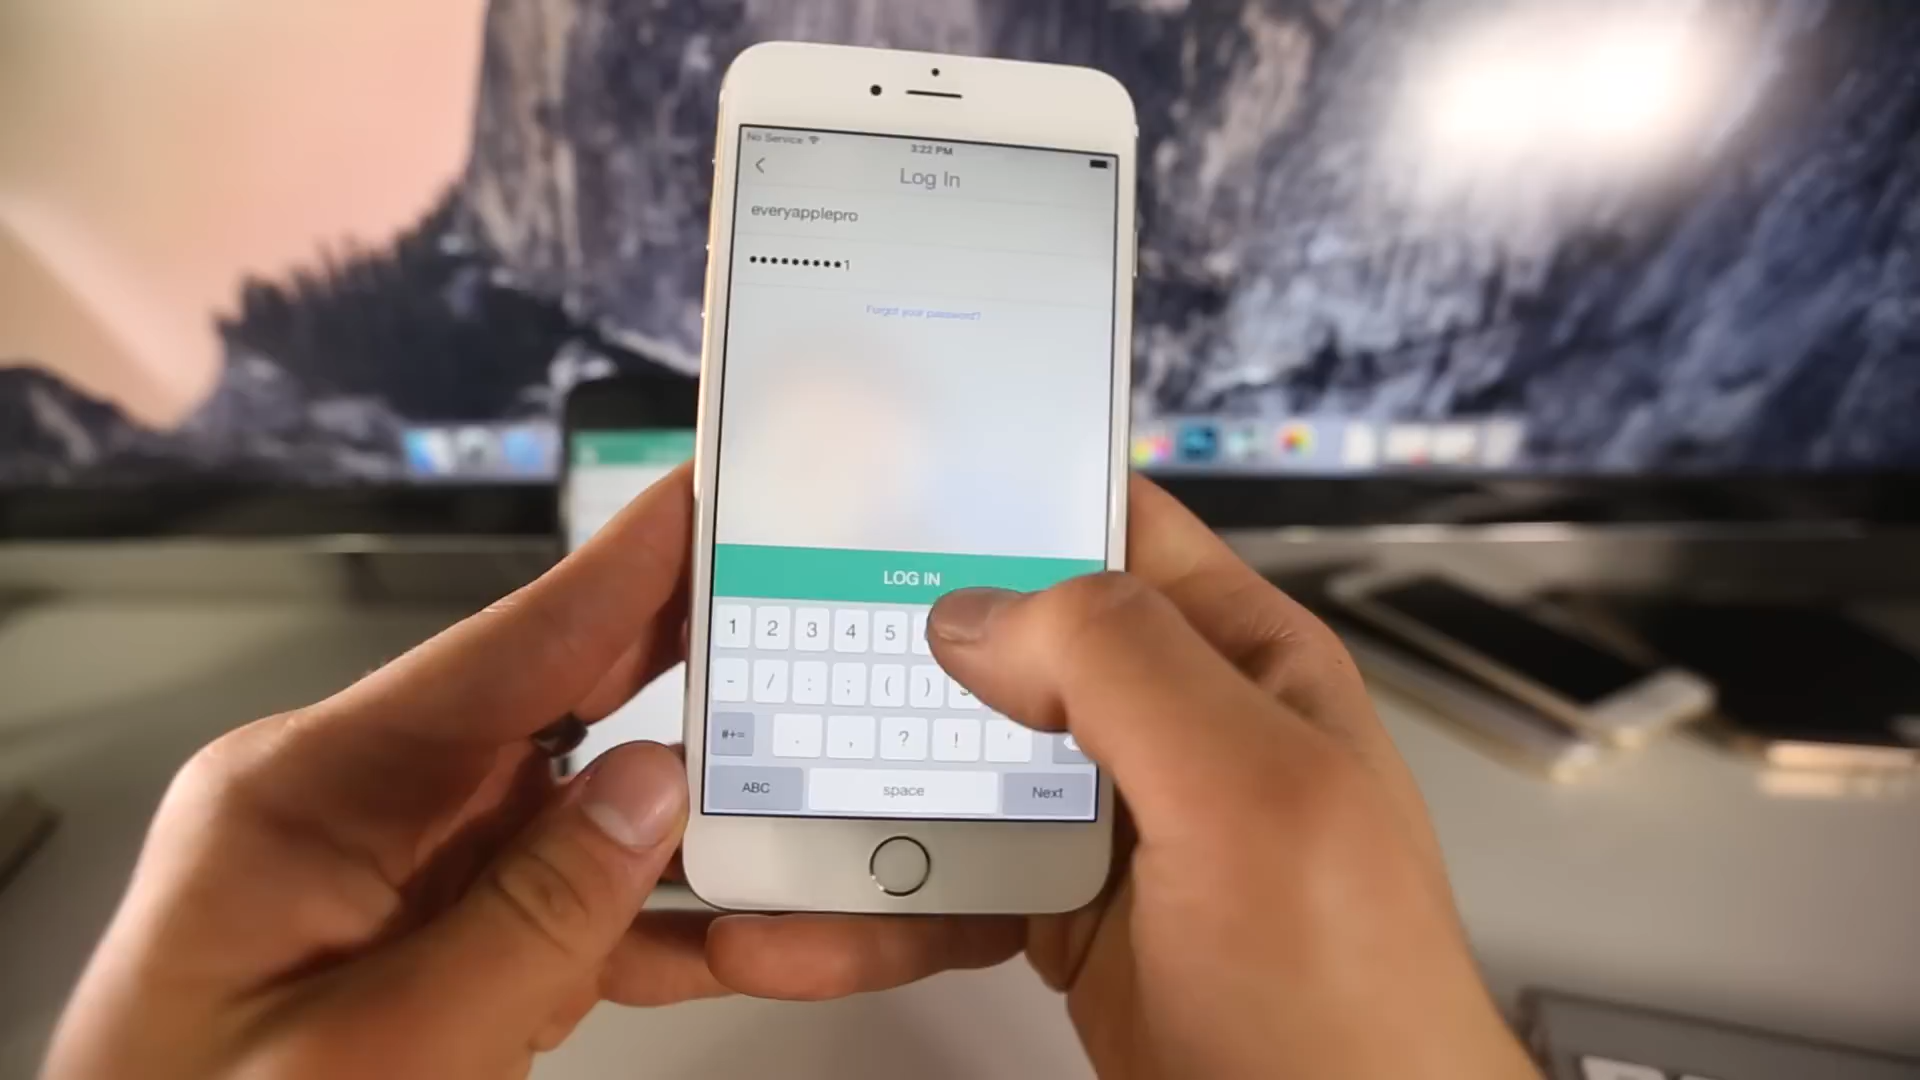 No Service
3:22 PM
Log In
everyapplepro
•••••••••1
Forgot your password?
LOG IN
1 2 3 4 5
- / : ; ( )
#+= . , ? ! '
ABC space Next